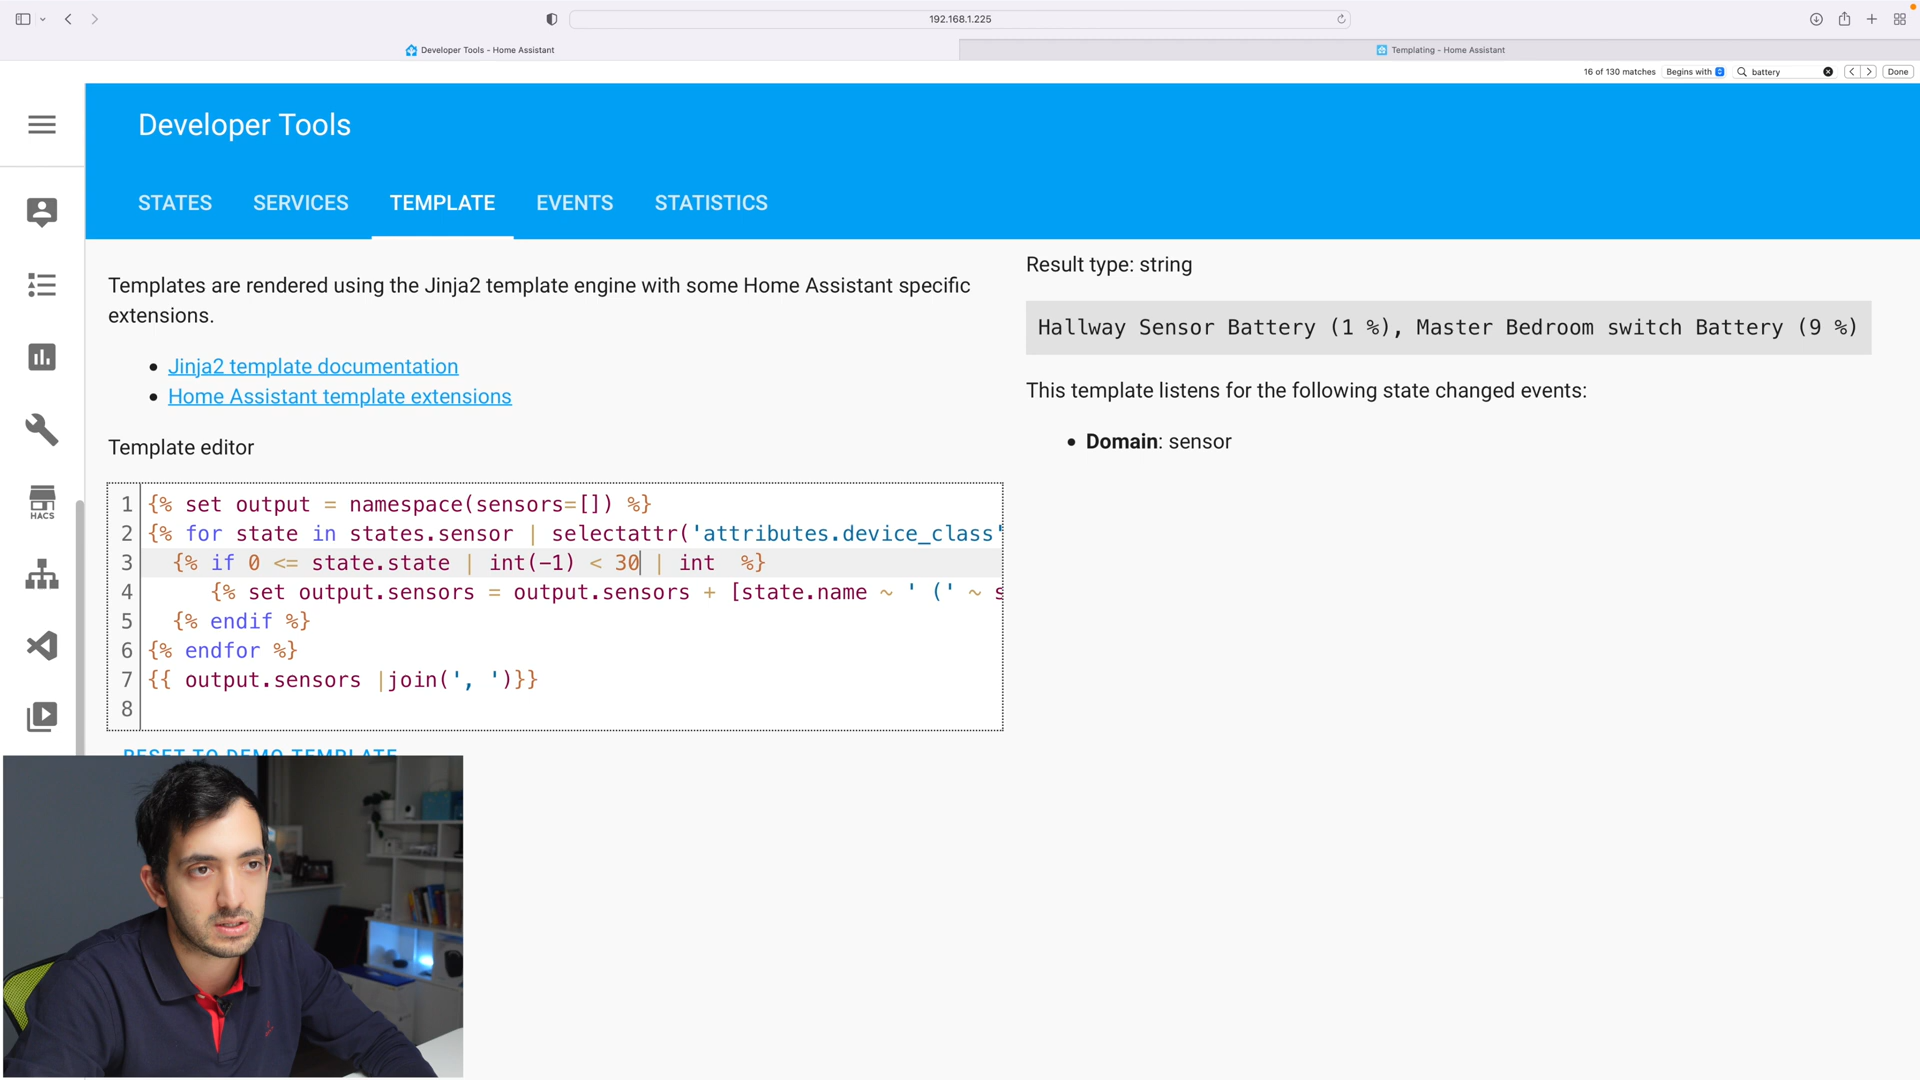 192.168.1.225
Developer Tools - Home Assistant
Templating - Home Assistant
16 of 130 matches
Begins with
battery
Done
Developer Tools
STATES
SERVICES
TEMPLATE
EVENTS
STATISTICS
Templates are rendered using the Jinja2 template engine with some Home Assistant specific
extensions.
Jinja2 template documentation
Home Assistant template extensions
Template editor
1 {% set output = namespace(sensors=[]) %}
2 {% for state in states.sensor | selectattr('attributes.device_class'
3 {% if 0 <= state.state | int(-1) < 30 | int %}
4 {% set output.sensors = output.sensors + [state.name ~ ' (' ~ s
5 {% endif %}
6 {% endfor %}
7 {{ output.sensors |join(', ')}}
8
RESET TO DEMO TEMPLATE
HACS
Result type: string
Hallway Sensor Battery (1 %), Master Bedroom switch Battery (9 %)
This template listens for the following state changed events:
Domain: sensor